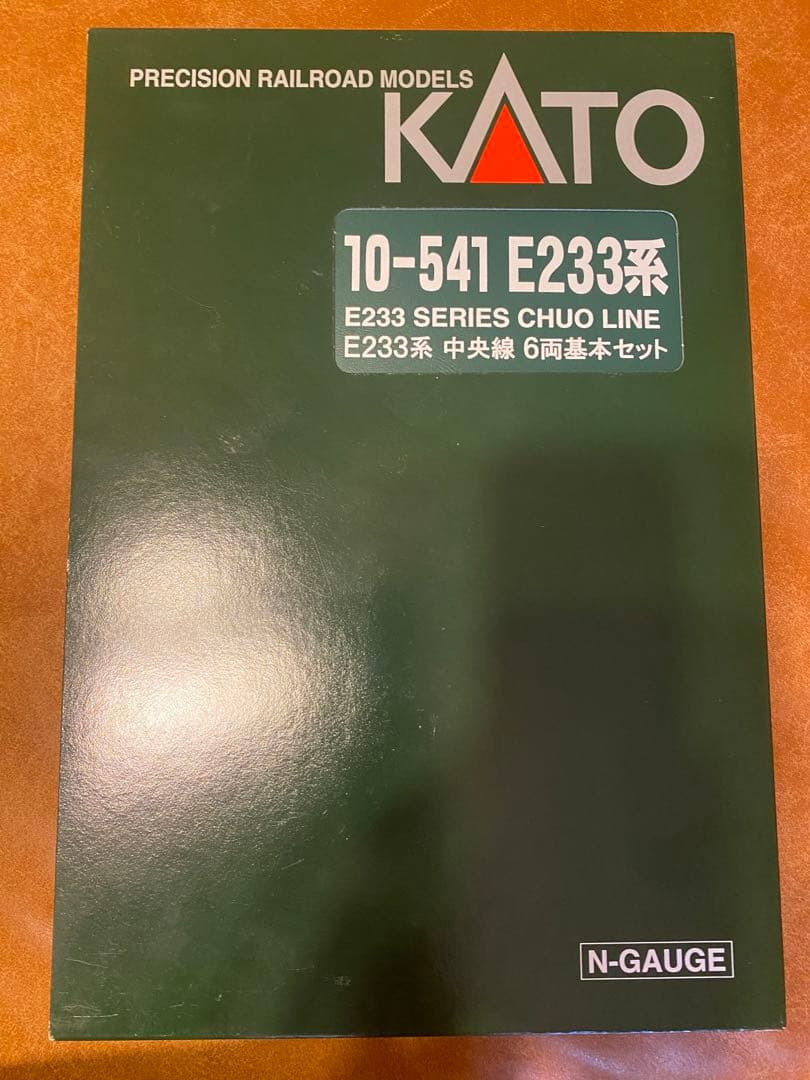 PRECISION RAILROAD MODELS
KATO
10-541 E233系
E233 SERIES CHUO LINE
E233系 中央線 6両基本セット
N-GAUGE